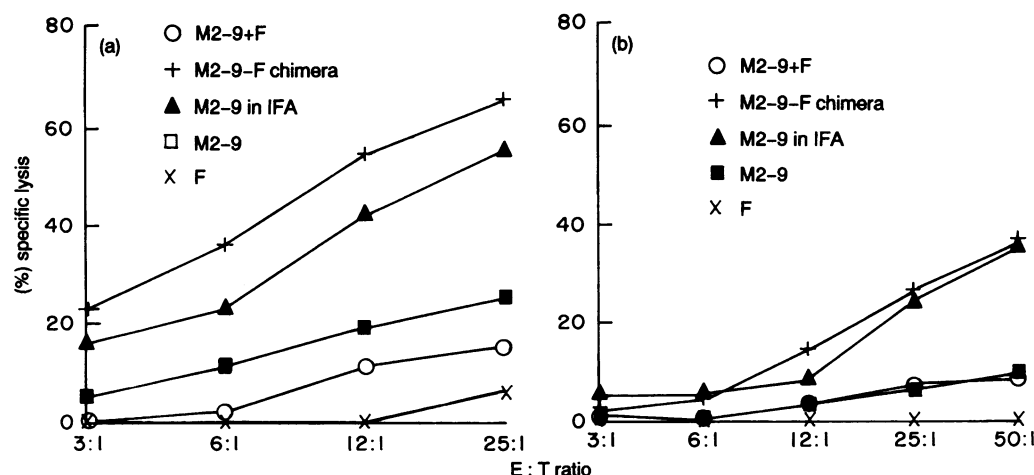 (a)
80
60
40
20
0
(%) specific lysis
M2-9+F
M2-9-F chimera
M2-9 in IFA
M2-9
F
3:1
6:1
12:1
25:1
(b)
80
60
40
20
0
M2-9+F
M2-9-F chimera
M2-9 in IFA
M2-9
F
3:1
6:1
12:1
25:1
50:1
E : T ratio